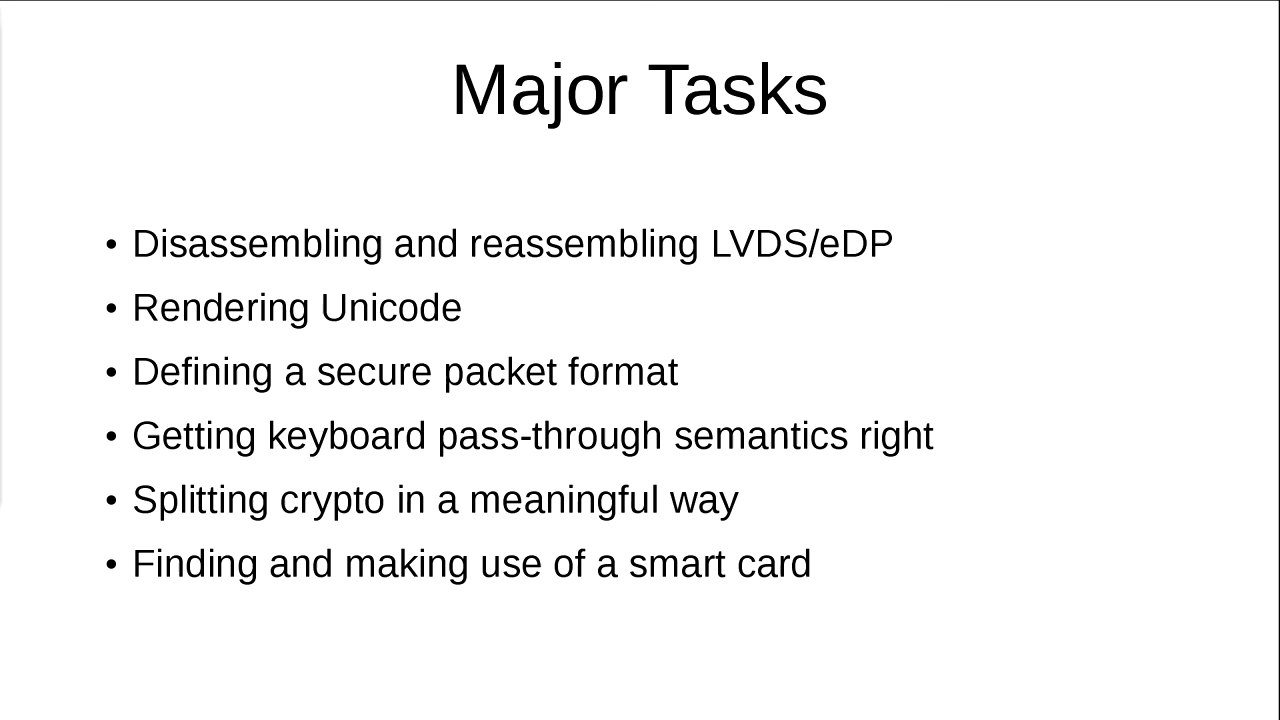 Major Tasks
• Disassembling and reassembling LVDS/eDP
• Rendering Unicode
• Defining a secure packet format
• Getting keyboard pass-through semantics right
• Splitting crypto in a meaningful way
• Finding and making use of a smart card